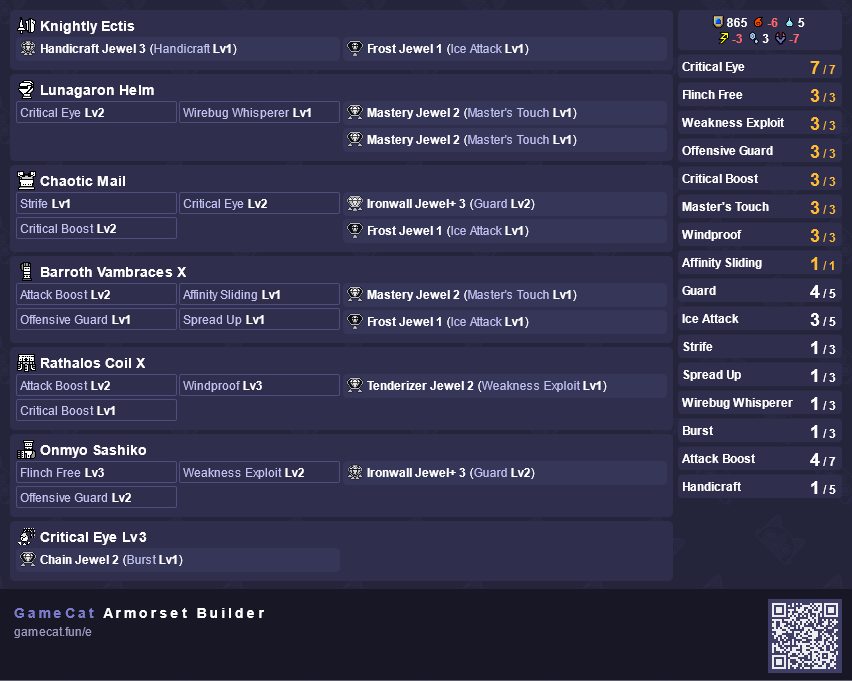 Knightly Ectis
Handicraft Jewel 3 (Handicraft Lv1)
Frost Jewel 1 (Ice Attack Lv1)
Lunagaron Helm
Critical Eye Lv2
Wirebug Whisperer Lv1
Mastery Jewel 2 (Master's Touch Lv1)
Mastery Jewel 2 (Master's Touch Lv1)
Chaotic Mail
Strife Lv1
Critical Eye Lv2
Ironwall Jewel+ 3 (Guard Lv2)
Critical Boost Lv2
Frost Jewel 1 (Ice Attack Lv1)
Barroth Vambraces X
Attack Boost Lv2
Affinity Sliding Lv1
Mastery Jewel 2 (Master's Touch Lv1)
Offensive Guard Lv1
Spread Up Lv1
Frost Jewel 1 (Ice Attack Lv1)
Rathalos Coil X
Attack Boost Lv2
Windproof Lv3
Tenderizer Jewel 2 (Weakness Exploit Lv1)
Critical Boost Lv1
Onmyo Sashiko
Flinch Free Lv3
Weakness Exploit Lv2
Ironwall Jewel+ 3 (Guard Lv2)
Offensive Guard Lv2
Critical Eye Lv3
Chain Jewel 2 (Burst Lv1)
865 -6 5
-3 3 -7
Critical Eye 7 / 7
Flinch Free 3 / 3
Weakness Exploit 3 / 3
Offensive Guard 3 / 3
Critical Boost 3 / 3
Master's Touch 3 / 3
Windproof 3 / 3
Affinity Sliding 1 / 1
Guard 4 / 5
Ice Attack 3 / 5
Strife 1 / 3
Spread Up 1 / 3
Wirebug Whisperer 1 / 3
Burst 1 / 3
Attack Boost 4 / 7
Handicraft 1 / 5
GameCat Armorset Builder
gamecat.fun/e